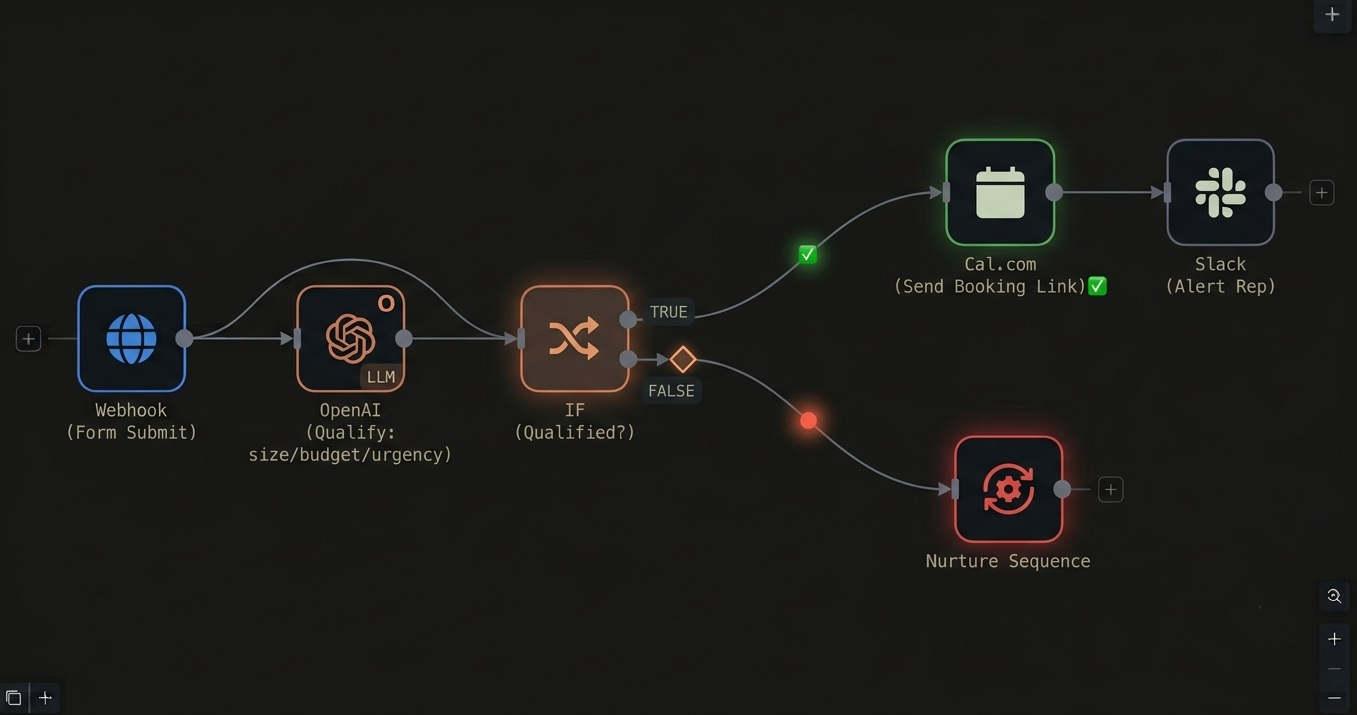 Webhook
(Form Submit)
LLM
OpenAI
(Qualify:
size/budget/urgency)
IF
(Qualified?)
TRUE
FALSE
Cal.com
(Send Booking Link)✅
Slack
(Alert Rep)
Nurture Sequence